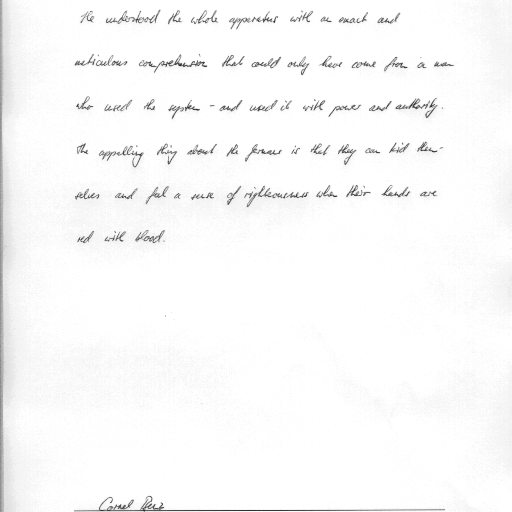 He understood the whole apparatus with an exact and
meticulous comprehension that could only have come from a man
who used the system - and used it with power and authority.
The appalling thing about the Germans is that they can kid them-
selves and feel a sense of righteousness when their hands are
red with blood.
Cornel